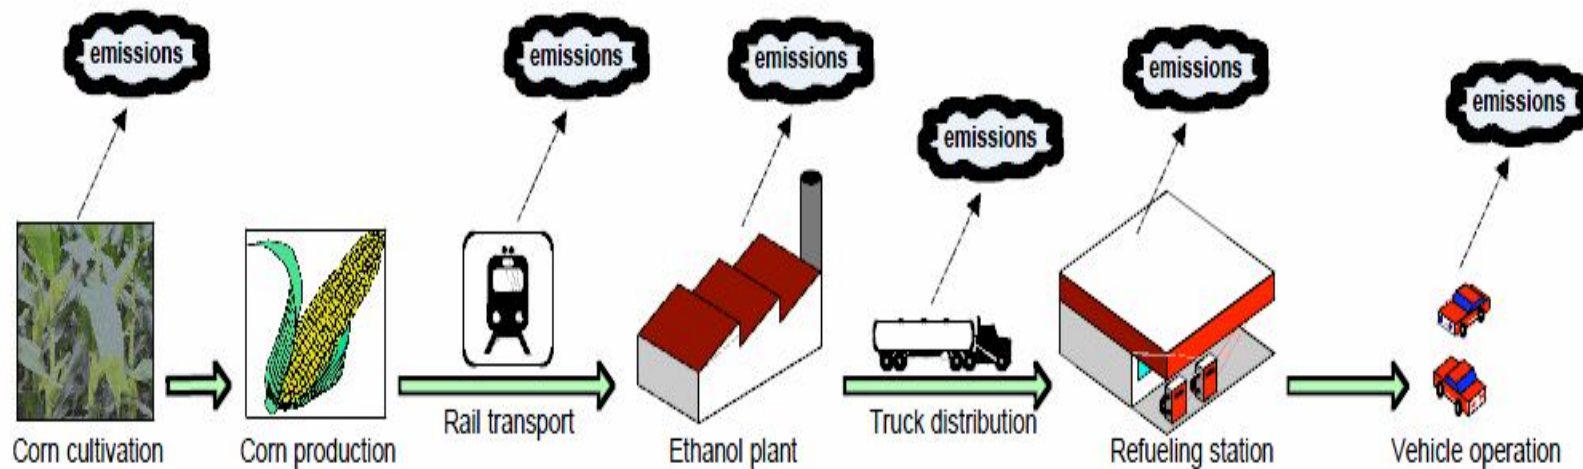 emissions
emissions
emissions
emissions
emissions
emissions
Corn cultivation
Corn production
Rail transport
Ethanol plant
Truck distribution
Refueling station
Vehicle operation